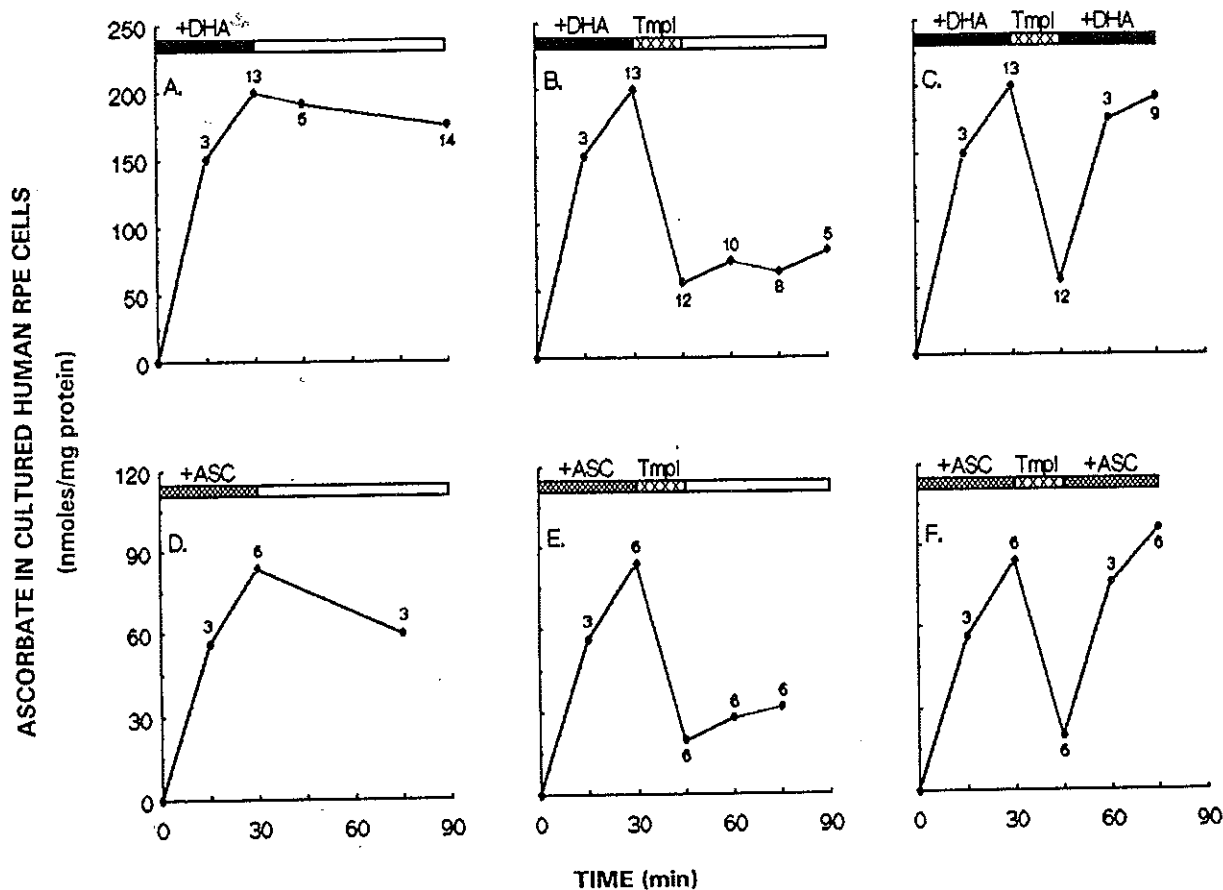 ASCORBATE IN CULTURED HUMAN RPE CELLS
(nmoles/mg protein)
250
200
150
100
50
0
+DHA
A.
3
13
6
14
+DHA Tmpl
B.
3
13
12
10
8
5
+DHA Tmpl +DHA
C.
3
13
12
3
9
120
90
60
30
0
+ASC
D.
3
6
3
0 30 60 90
+ASC Tmpl
E.
3
6
6
6
6
0 30 60 90
+ASC Tmpl +ASC
F.
3
6
6
3
6
0 30 60 90
TIME (min)